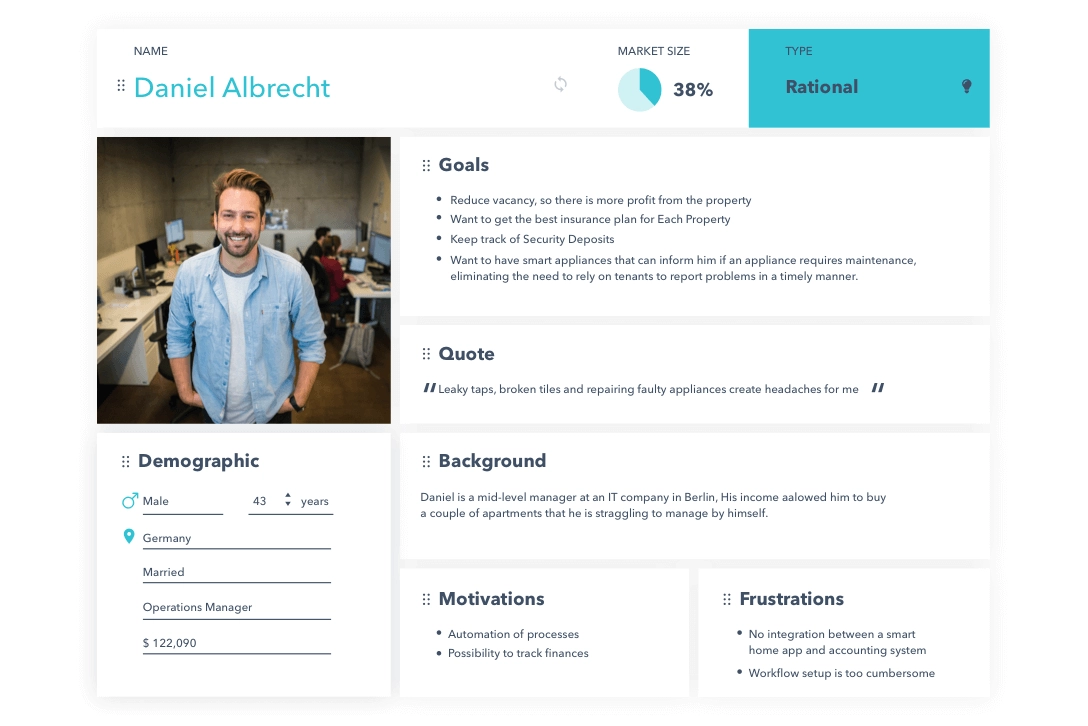 NAME
Daniel Albrecht
MARKET SIZE
38%
TYPE
Rational
Goals
Reduce vacancy, so there is more profit from the property
Want to get the best insurance plan for Each Property
Keep track of Security Deposits
Want to have smart appliances that can inform him if an appliance requires maintenance,
eliminating the need to rely on tenants to report problems in a timely manner.
Quote
" Leaky taps, broken tiles and repairing faulty appliances create headaches for me "
Demographic
Male
43 years
Germany
Married
Operations Manager
$ 122,090
Background
Daniel is a mid-level manager at an IT company in Berlin, His income aalowed him to buy
a couple of apartments that he is straggling to manage by himself.
Motivations
Automation of processes
Possibility to track finances
Frustrations
No integration between a smart
home app and accounting system
Workflow setup is too cumbersome